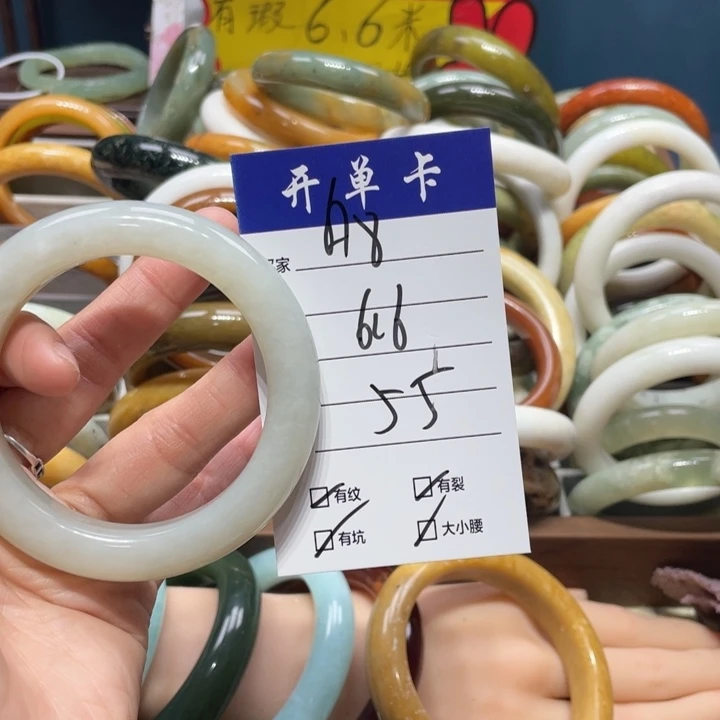 有瑕 6.6米
开单卡
家
68
66
55
有纹 有裂
有坑 大小腰